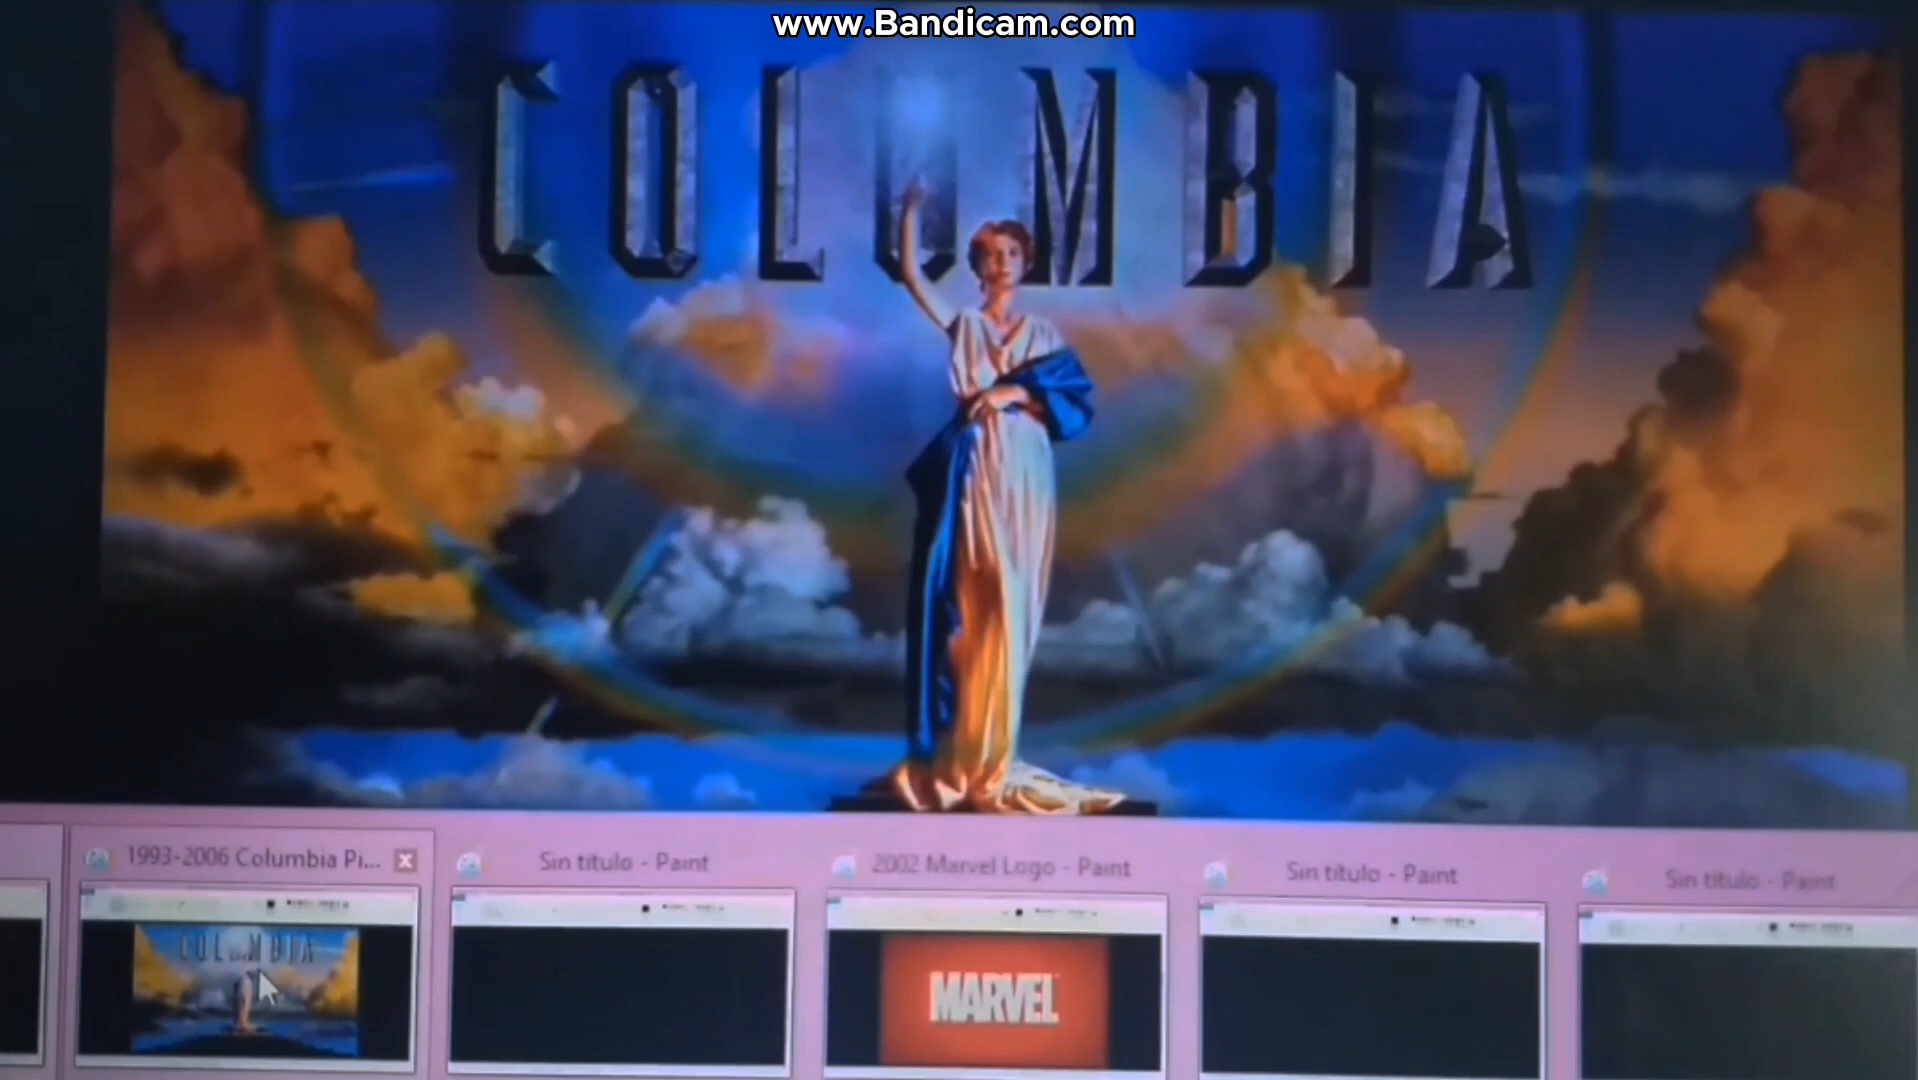 www.Bandicam.com
COLUMBIA
1993-2006 Columbia Pi...
Sin título - Paint
2002 Marvel Logo - Paint
Sin título - Paint
Sin título - Paint
COLUMBIA
MARVEL